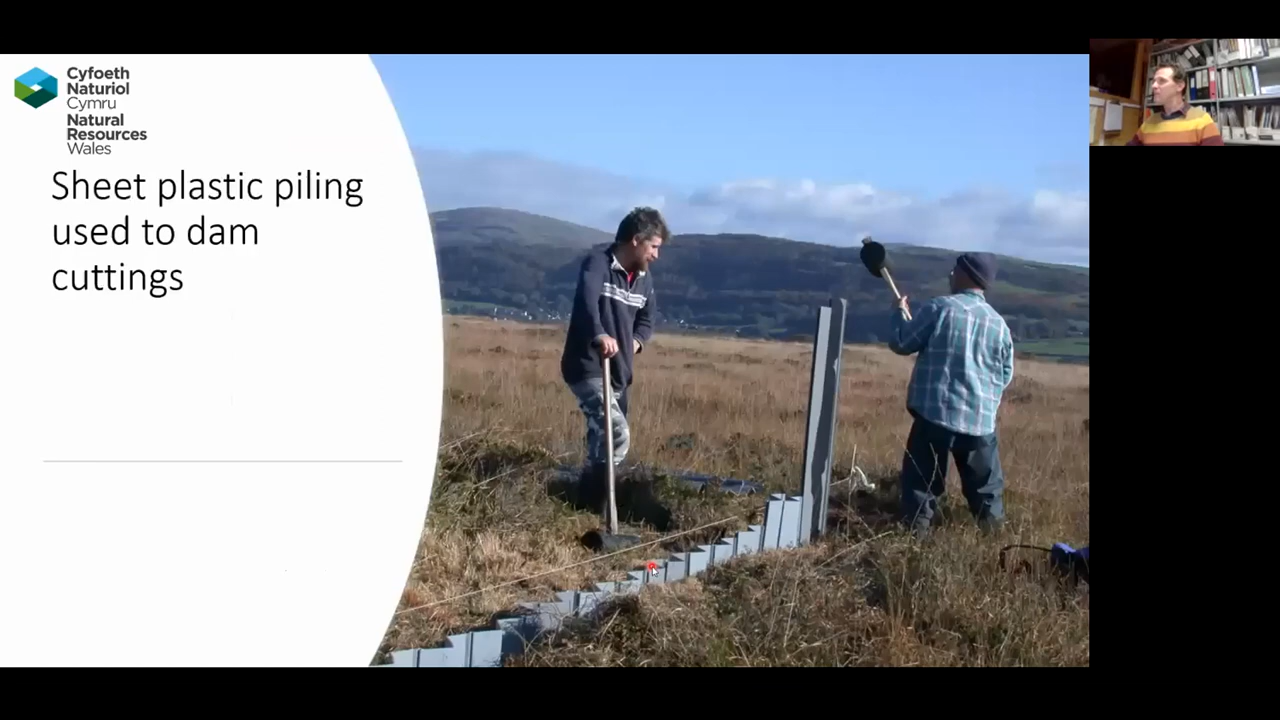 Cyfoeth
Naturiol
Cymru
Natural
Resources
Wales
Sheet plastic piling
used to dam
cuttings